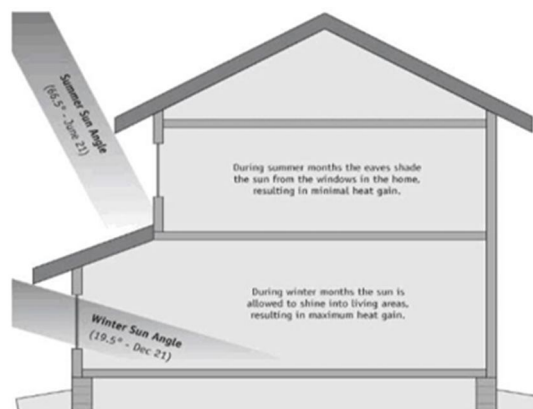 Summer Sun Angle
(66.5° - June 21)
During summer months the eaves shade
the sun from the windows in the home,
resulting in minimal heat gain.
During winter months the sun is
allowed to shine into living areas,
resulting in maximum heat gain.
Winter Sun Angle
(19.5° - Dec 21)